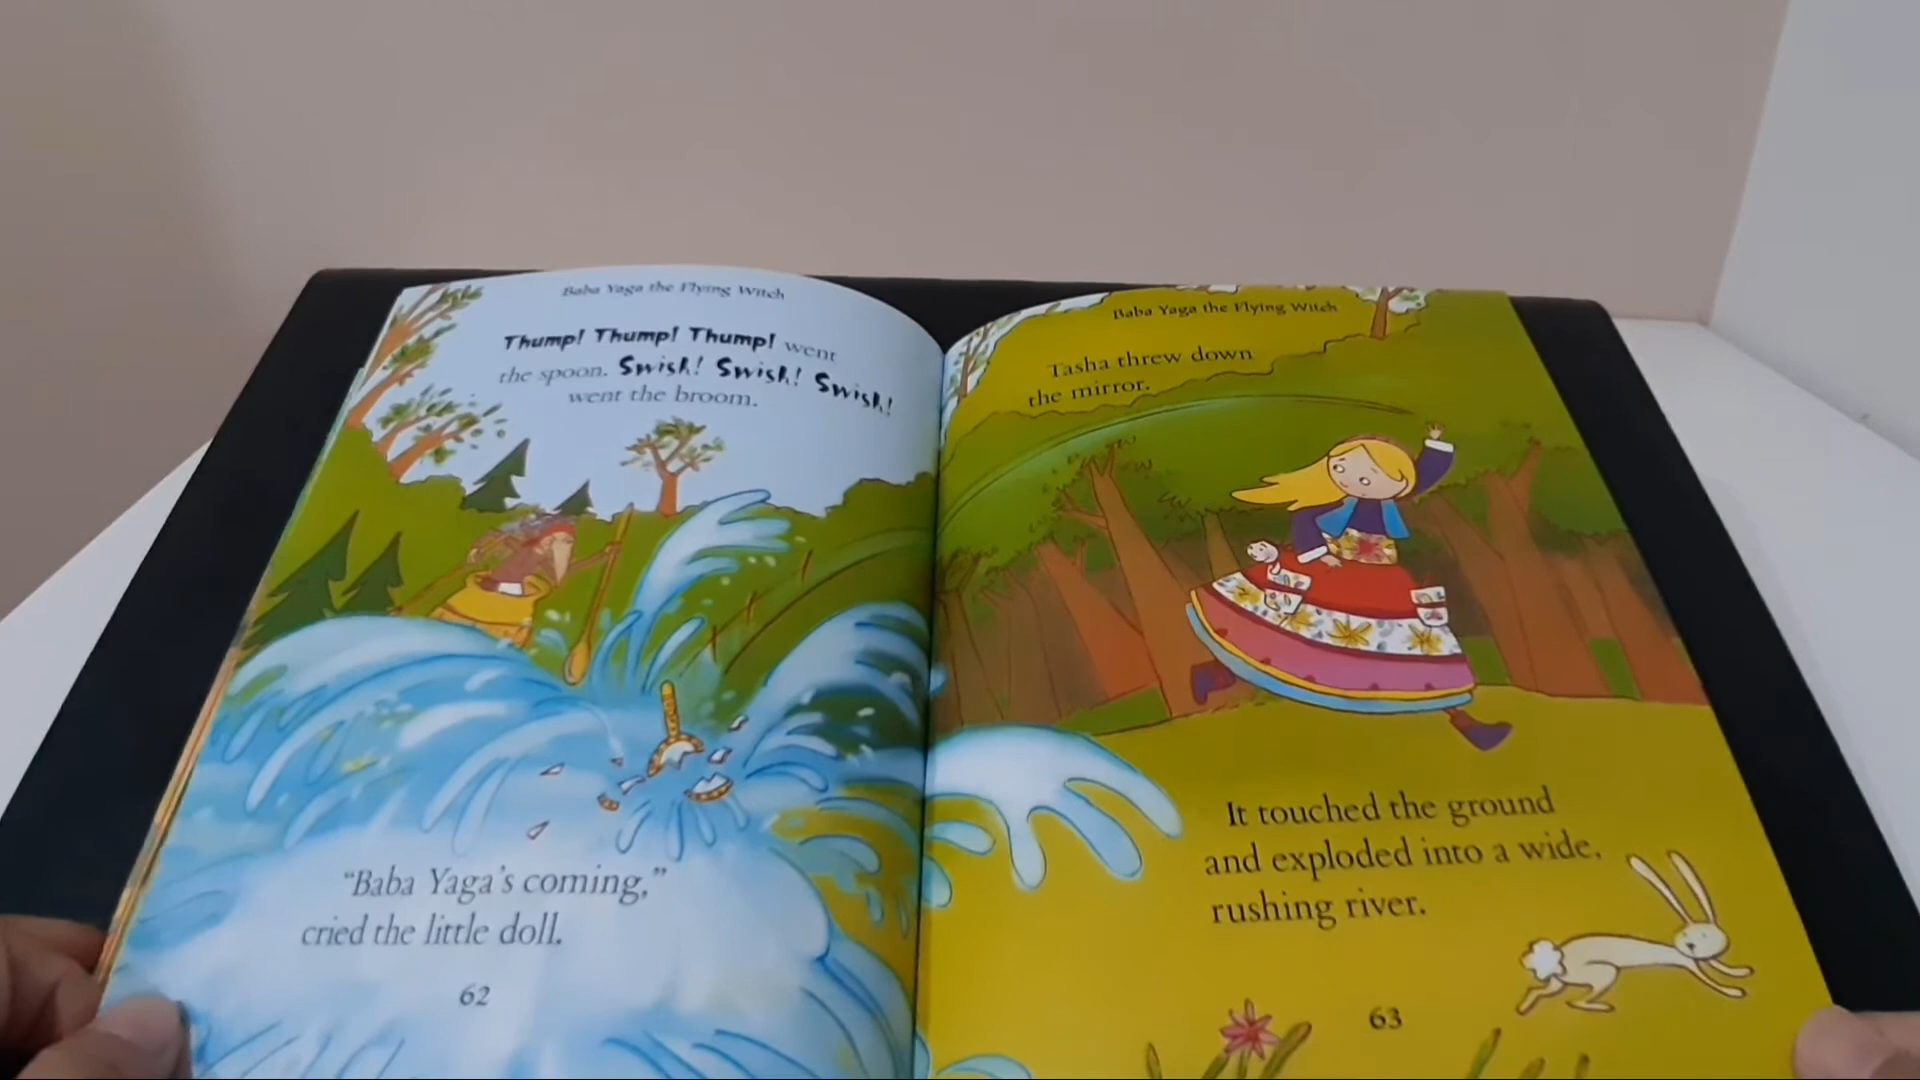 Baba Yaga the Flying Witch
Thump! Thump! Thump! went
the spoon. Swish! Swish! Swish!
went the broom.
“Baba Yaga's coming,”
cried the little doll.
62
Baba Yaga the Flying Witch
Tasha threw down
the mirror.
It touched the ground
and exploded into a wide,
rushing river.
63